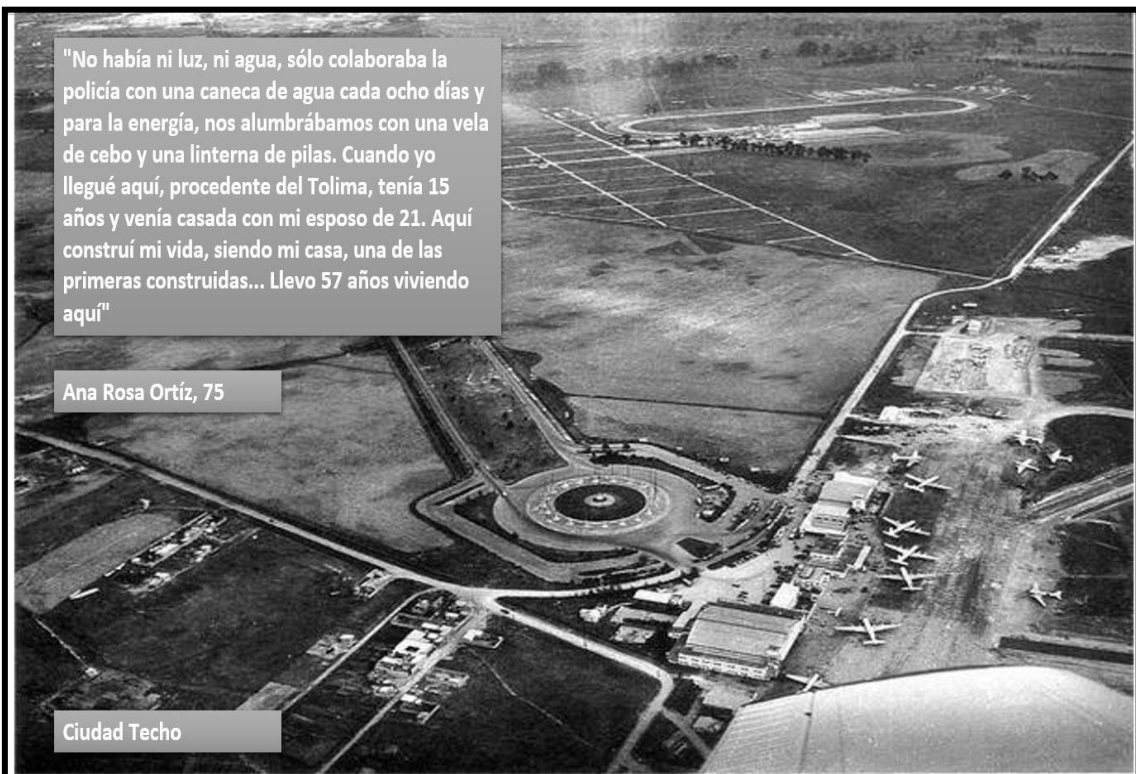 "No había ni luz, ni agua, sólo colaboraba la
policía con una caneca de agua cada ocho días y
para la energía, nos alumbrábamos con una vela
de cebo y una linterna de pilas. Cuando yo
llegué aquí, procedente del Tolima, tenía 15
años y venía casada con mi esposo de 21. Aquí
construí mi vida, siendo mi casa, una de las
primeras construidas... Llevo 57 años viviendo
aquí"
Ana Rosa Ortíz, 75
Ciudad Techo